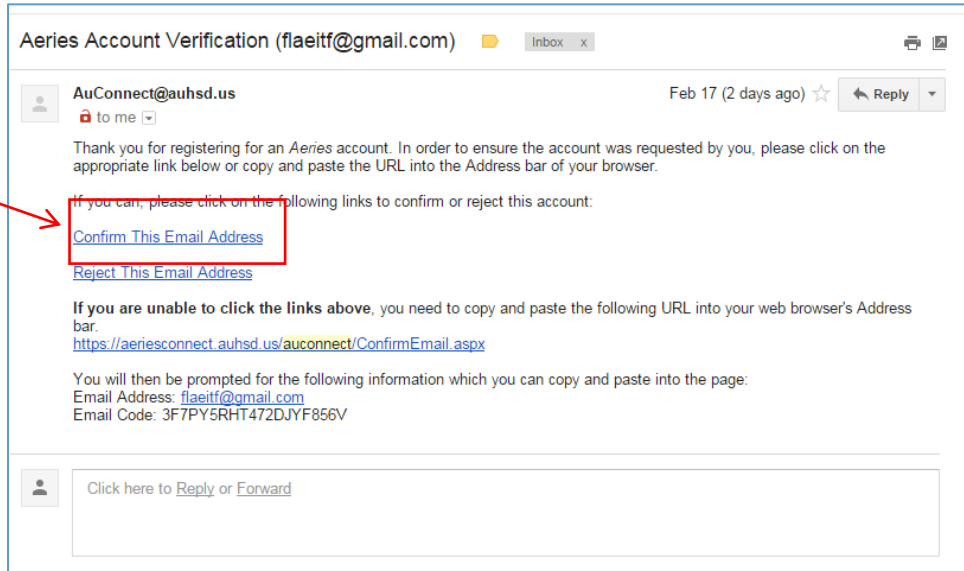 Aeries Account Verification (flaeitf@gmail.com) Inbox x
AuConnect@auhsd.us Feb 17 (2 days ago) Reply
to me
Thank you for registering for an Aeries account. In order to ensure the account was requested by you, please click on the
appropriate link below or copy and paste the URL into the Address bar of your browser.
If you can, please click on the following links to confirm or reject this account:
Confirm This Email Address
Reject This Email Address
If you are unable to click the links above, you need to copy and paste the following URL into your web browser's Address
bar.
https://aeriesconnect.auhsd.us/auconnect/ConfirmEmail.aspx
You will then be prompted for the following information which you can copy and paste into the page:
Email Address: flaeitf@gmail.com
Email Code: 3F7PY5RHT472DJYF856V
Click here to Reply or Forward